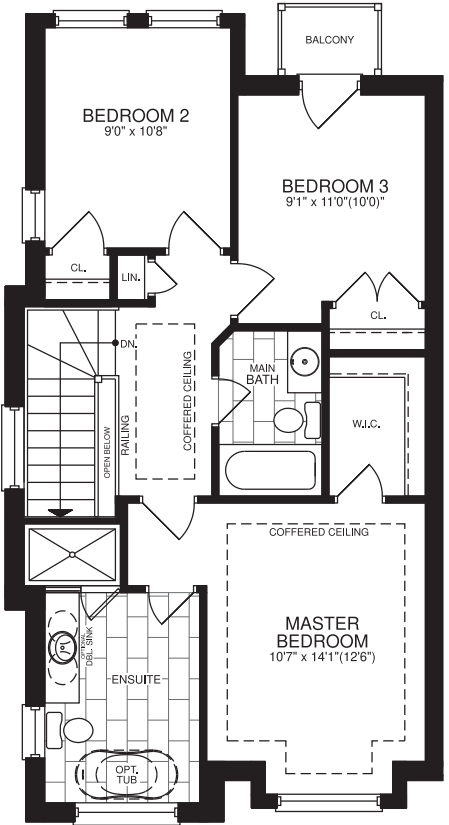 BALCONY
BEDROOM 2
9'0" x 10'8"
BEDROOM 3
9'1" x 11'0"(10'0)"
CL.
LIN.
CL.
DN.
COFFERED CEILING
MAIN
BATH
RAILING
OPEN BELOW
W.I.C.
COFFERED CEILING
MASTER
BEDROOM
10'7" x 14'1"(12'6")
OPTIONAL
DBL. SINK
ENSUITE
OPT.
TUB